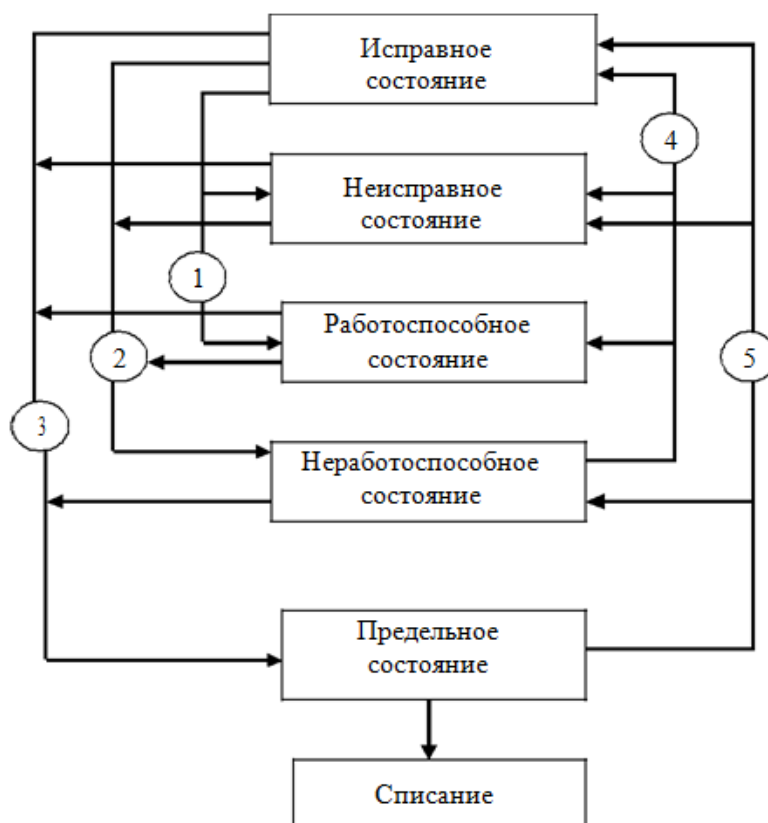 Исправное
состояние
4
Неисправное
состояние
1
Работоспособное
состояние
2
5
3
Неработоспособное
состояние
Предельное
состояние
Списание